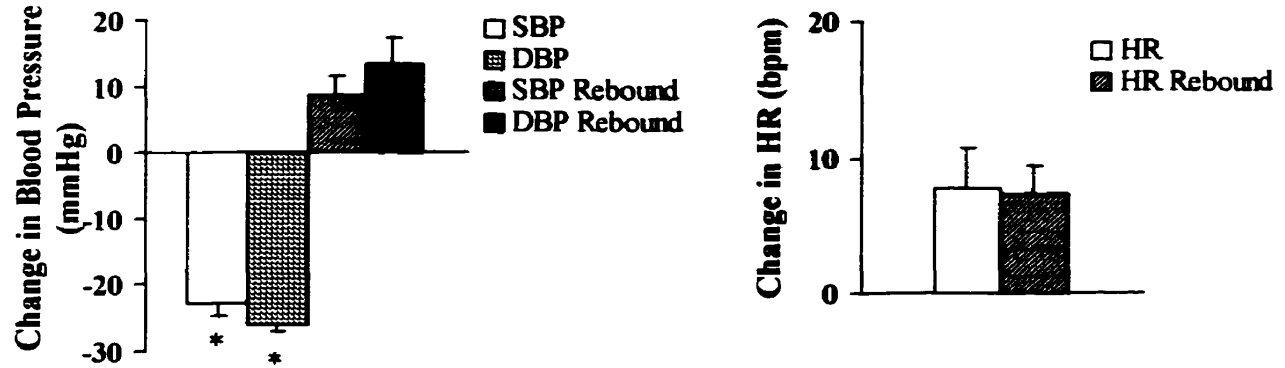 Change in Blood Pressure
(mmHg)
20
10
0
-10
-20
-30
*
*
SBP
DBP
SBP Rebound
DBP Rebound
Change in HR (bpm)
20
10
0
HR
HR Rebound